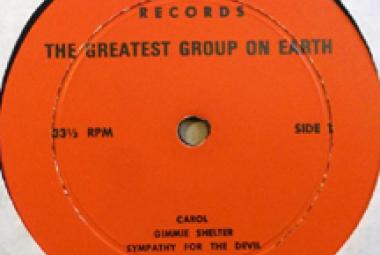 RECORDS
THE GREATEST GROUP ON EARTH
33⅓ RPM SIDE 1
CAROL
GIMMIE SHELTER
SYMPATHY FOR THE DEVIL